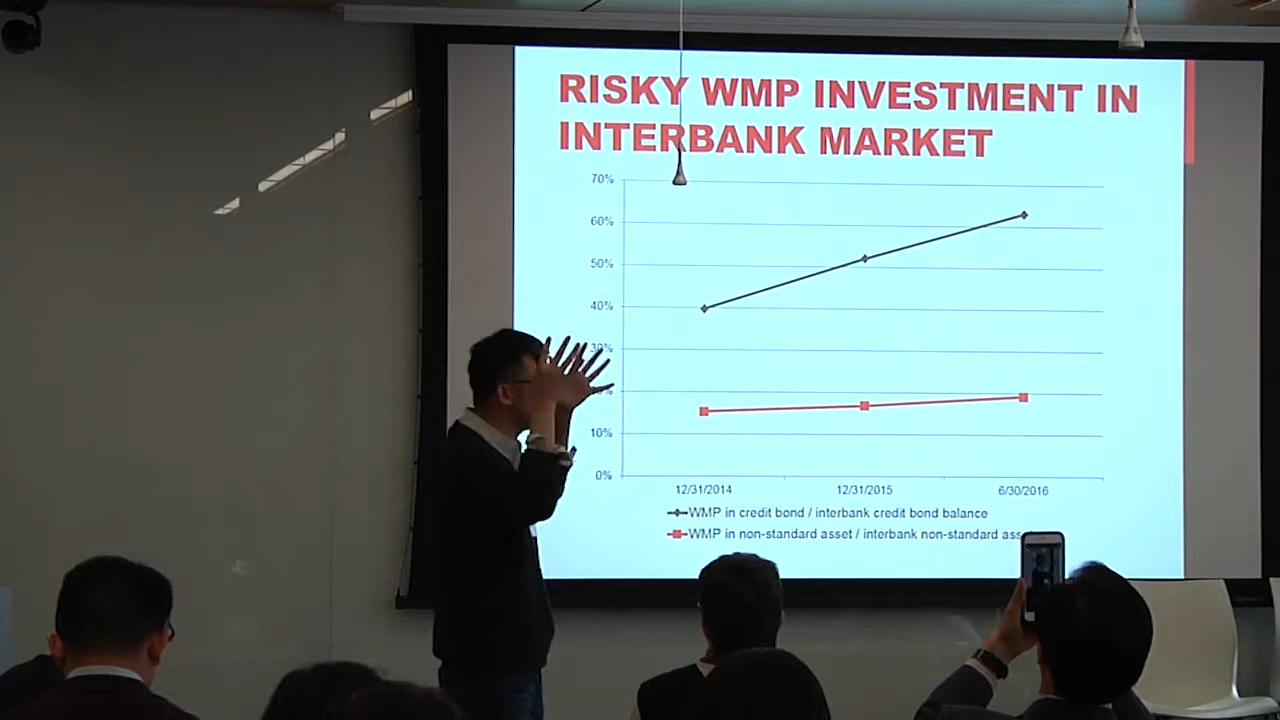 RISKY WMP INVESTMENT IN
INTERBANK MARKET
70%
60%
50%
40%
30%
10%
0%
12/31/2014 12/31/2015 6/30/2016
WMP in credit bond / interbank credit bond balance
WMP in non-standard asset / interbank non-standard